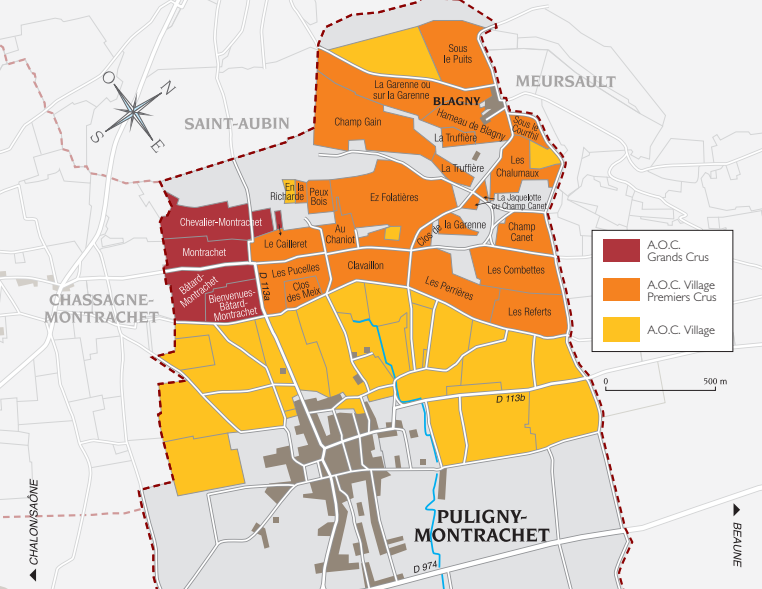 Sous
le Puits
MEURSAULT
La Garenne ou
sur la Garenne
BLAGNY
O
N
S
E
SAINT-AUBIN
Champ Gain
Hameau de Blagny
Sous le
Courthil
La Truffière
La Truffière
Les
Chalumaux
En la
Richarde
Peux
Bois
Ez Folatières
La Jaquelotte
ou Champ Canet
Chevalier-Montrachet
Le Cailleret
Au
Chaniot
Clos de la Garenne
Champ
Canet
Montrachet
A.O.C.
Grands Crus
A.O.C. Village
Premiers Crus
A.O.C. Village
Bâtard-
Montrachet
Bienvenues-
Bâtard-
Montrachet
D 113a
Les Pucelles
Clos
des Meix
Clavaillon
Les Perrières
Les Combettes
Les Referts
CHASSAGNE-
MONTRACHET
0
500 m
D 113b
CHALON/SAÔNE
PULIGNY-
MONTRACHET
BEAUNE
D 974